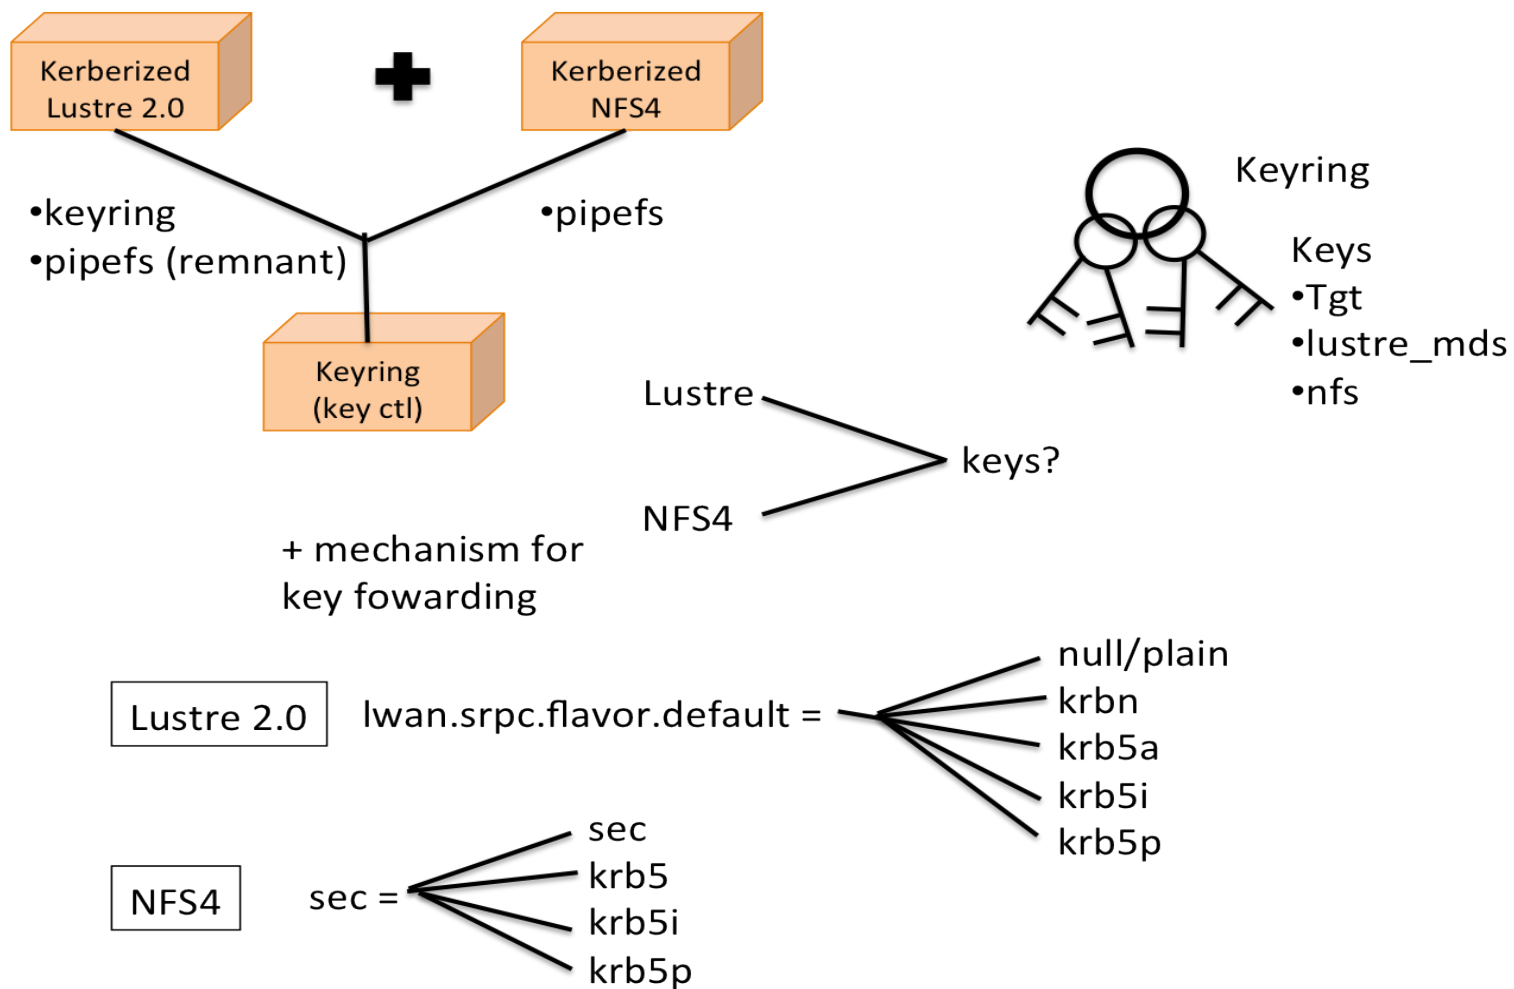 Kerberized
Lustre 2.0
Kerberized
NFS4
•keyring
•pipefs (remnant)
•pipefs
Keyring
(key ctl)
Keyring
Keys
•Tgt
•lustre_mds
•nfs
Lustre
NFS4
keys?
+ mechanism for
key fowarding
Lustre 2.0
lwan.srpc.flavor.default =
null/plain
krbn
krb5a
krb5i
krb5p
NFS4
sec =
sec
krb5
krb5i
krb5p